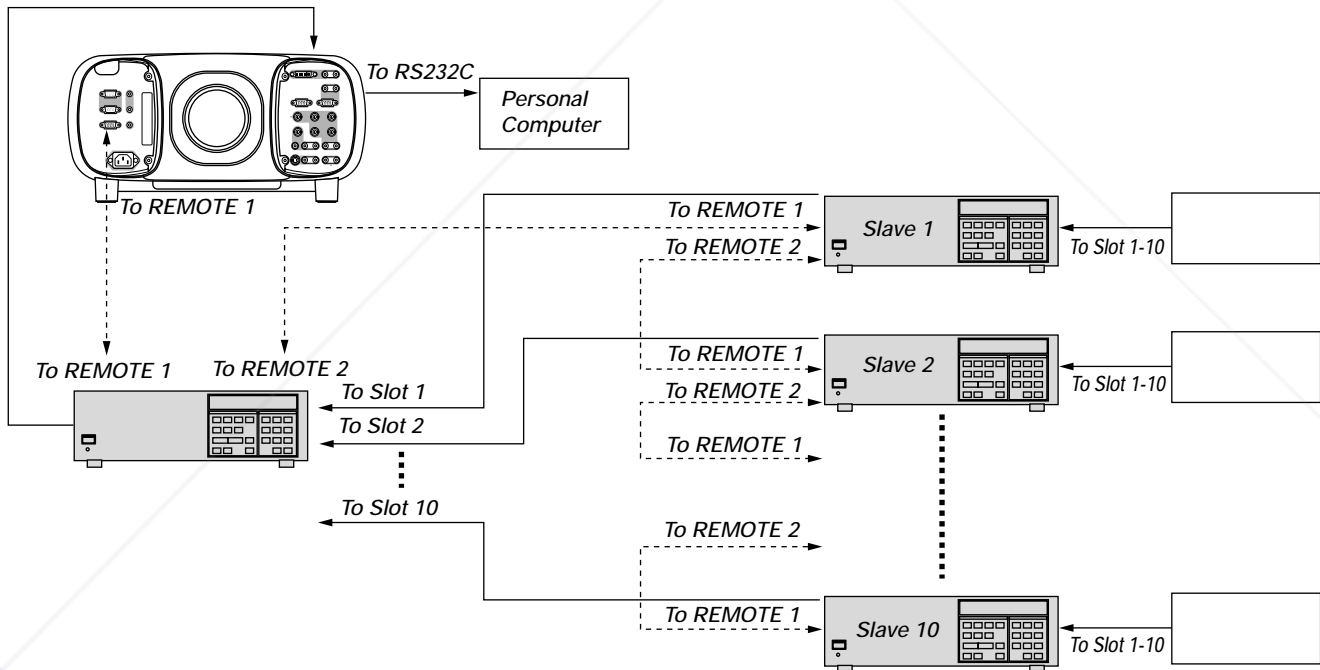 To RS232C
Personal
Computer
To REMOTE 1
To REMOTE 1
Slave 1
To REMOTE 2
To Slot 1-10
To REMOTE 1
To REMOTE 2
To REMOTE 1
Slave 2
To Slot 1
To REMOTE 2
To Slot 1-10
To Slot 2
To REMOTE 1
To Slot 10
To REMOTE 2
To REMOTE 1
Slave 10
To Slot 1-10